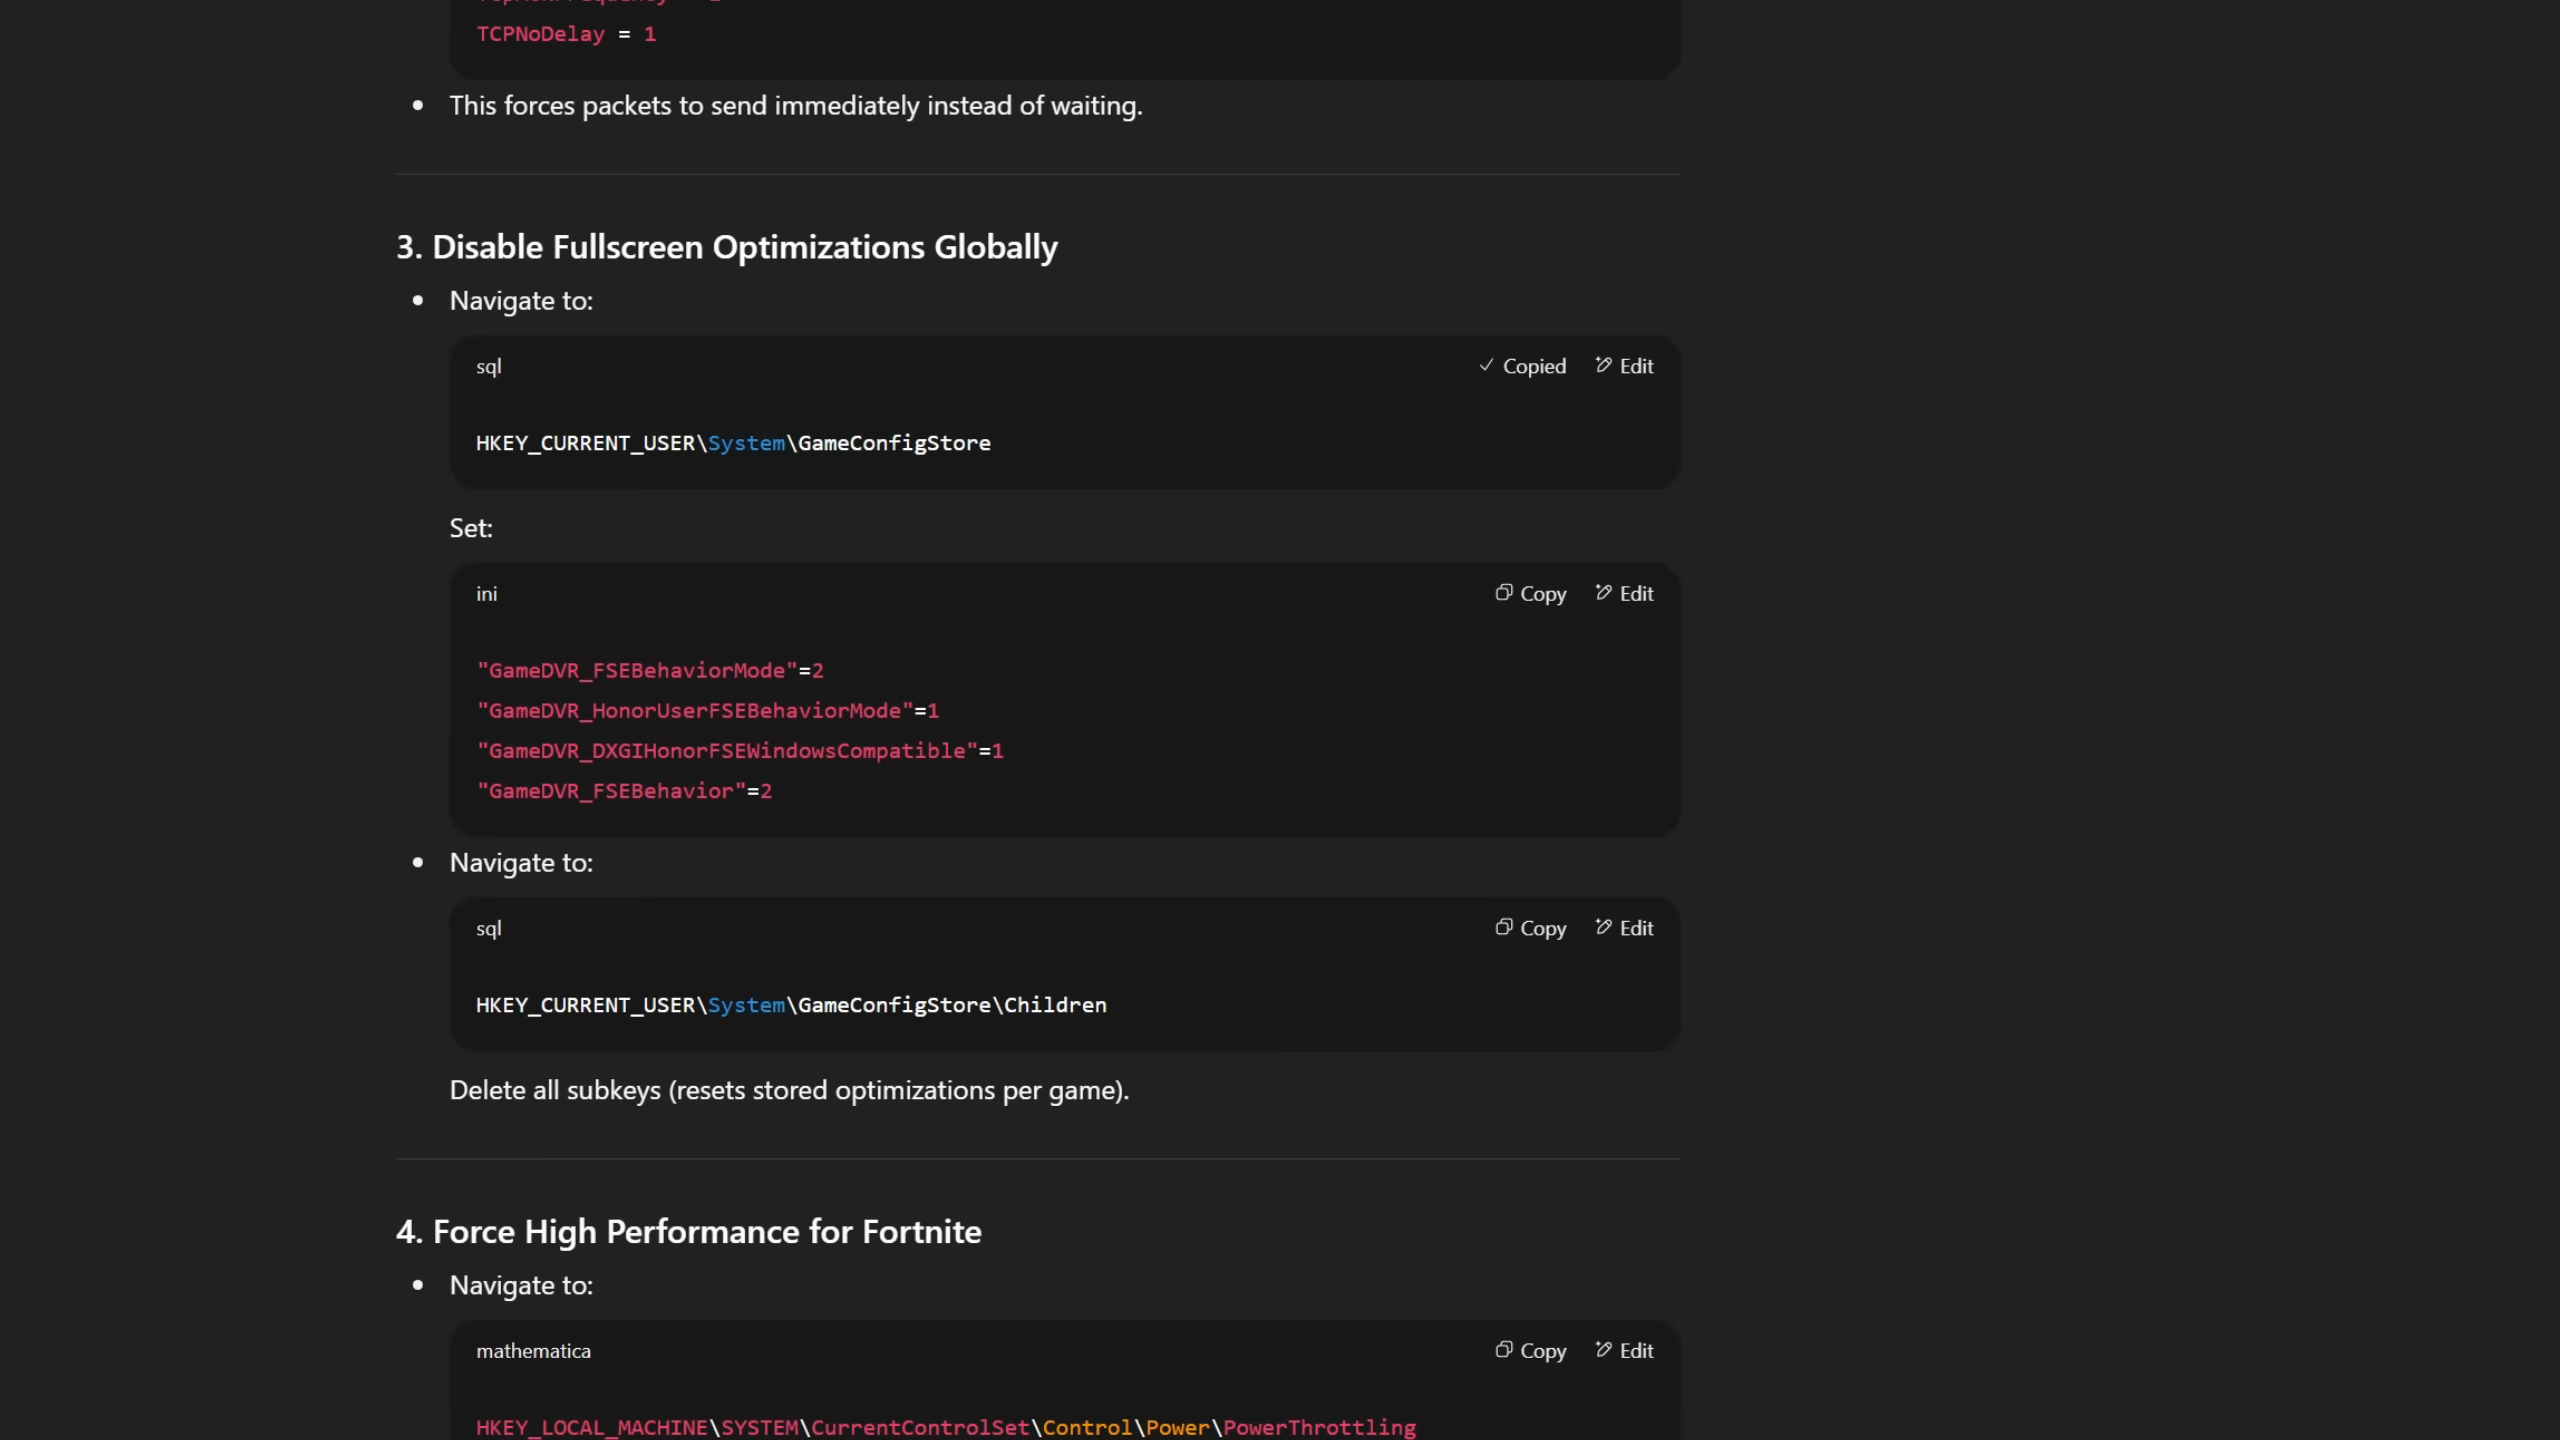 TCPNoDelay = 1
• This forces packets to send immediately instead of waiting.
3. Disable Fullscreen Optimizations Globally
• Navigate to:
sql Copied Edit
HKEY_CURRENT_USER\System\GameConfigStore
Set:
ini Copy Edit
"GameDVR_FSEBehaviorMode"=2
"GameDVR_HonorUserFSEBehaviorMode"=1
"GameDVR_DXGIHonorFSEWindowsCompatible"=1
"GameDVR_FSEBehavior"=2
• Navigate to:
sql Copy Edit
HKEY_CURRENT_USER\System\GameConfigStore\Children
Delete all subkeys (resets stored optimizations per game).
4. Force High Performance for Fortnite
• Navigate to:
mathematica Copy Edit
HKEY_LOCAL_MACHINE\SYSTEM\CurrentControlSet\Control\Power\PowerThrottling